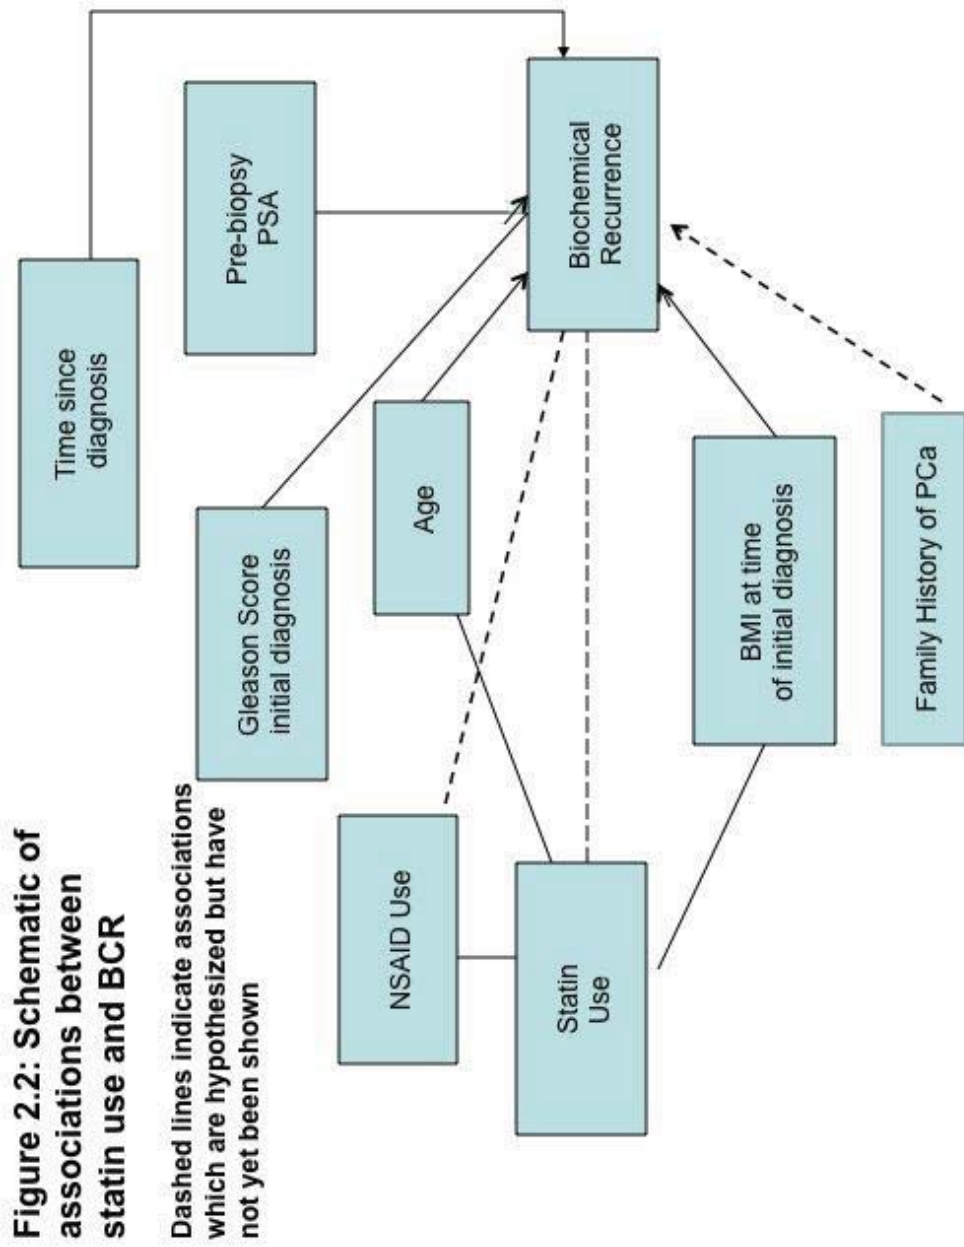 Figure 2.2: Schematic of
associations between
statin use and BCR
Dashed lines indicate associations
which are hypothesized but have
not yet been shown
Time since
diagnosis
Pre-biopsy
PSA
Gleason Score
initial diagnosis
Age
NSAID Use
Statin
Use
Biochemical
Recurrence
BMI at time
of initial diagnosis
Family History of PCa